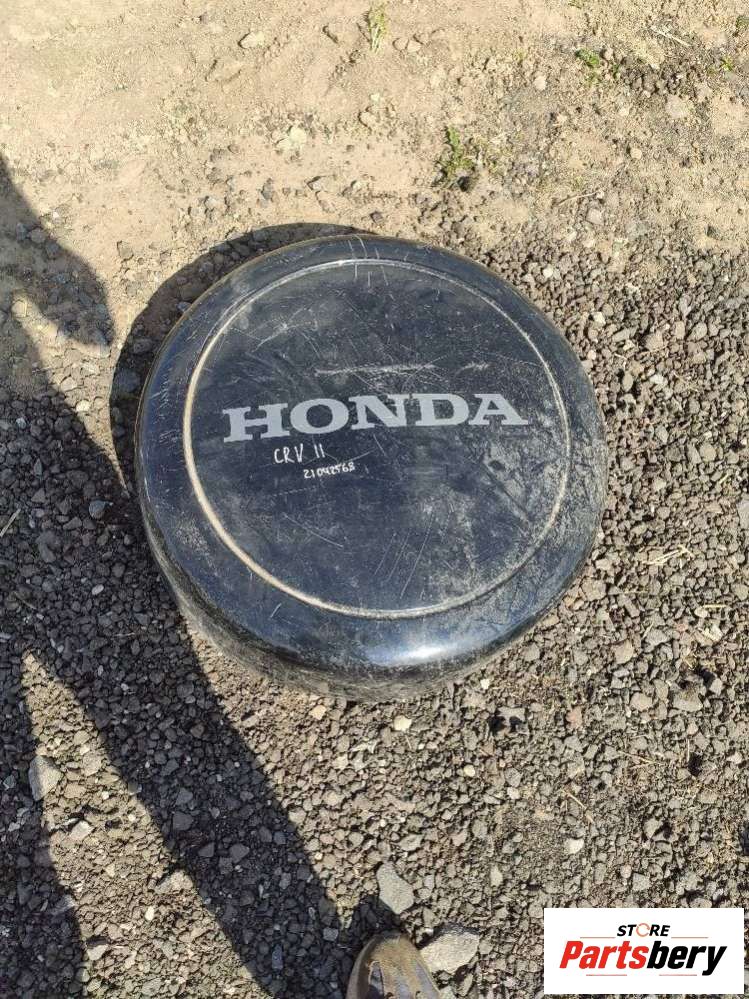 HONDA
CRV II
21042568
STORE
Partsbery